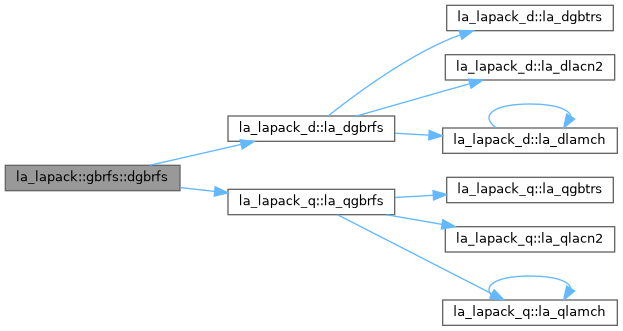 la_lapack_d::la_dgbtrs
la_lapack_d::la_dlacn2
la_lapack_d::la_dgbrfs
la_lapack_d::la_dlamch
la_lapack::gbrfs::dgbrfs
la_lapack_q::la_qgbtrs
la_lapack_q::la_qgbrfs
la_lapack_q::la_qlacn2
la_lapack_q::la_qlamch